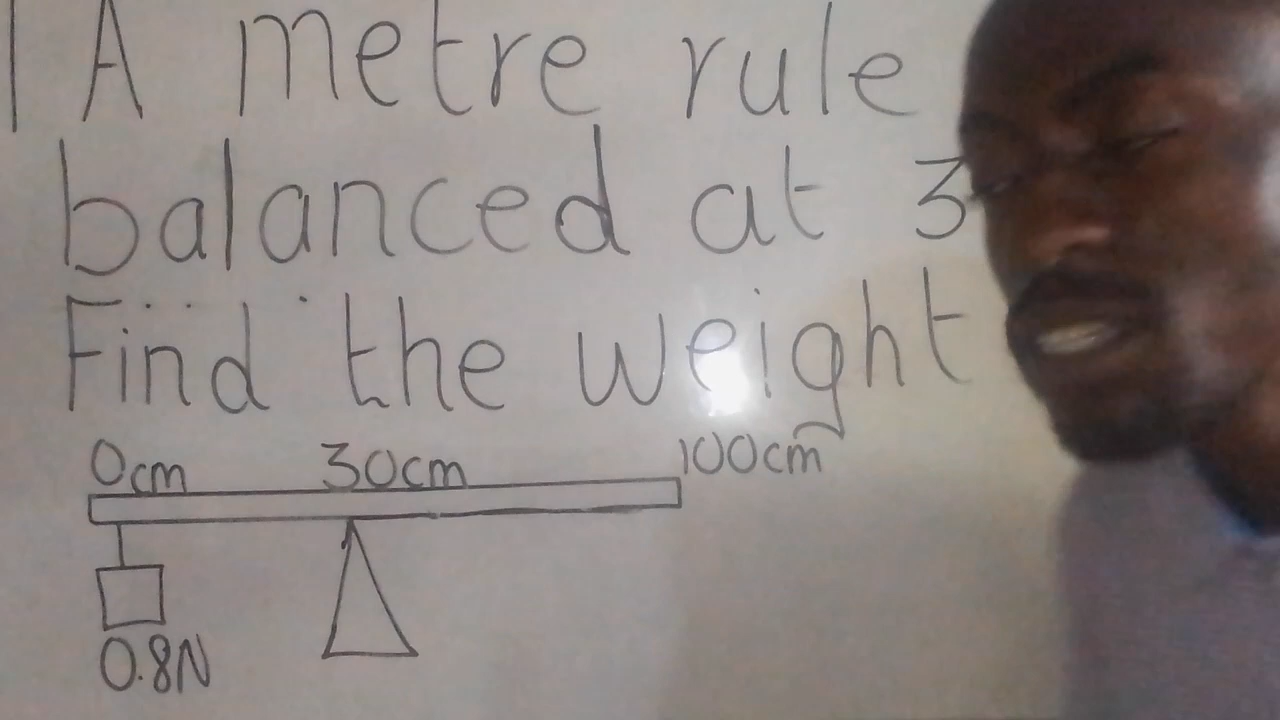 1 A metre rule
balanced at 3
Find the weight
0cm 30cm 100cm
0.8N